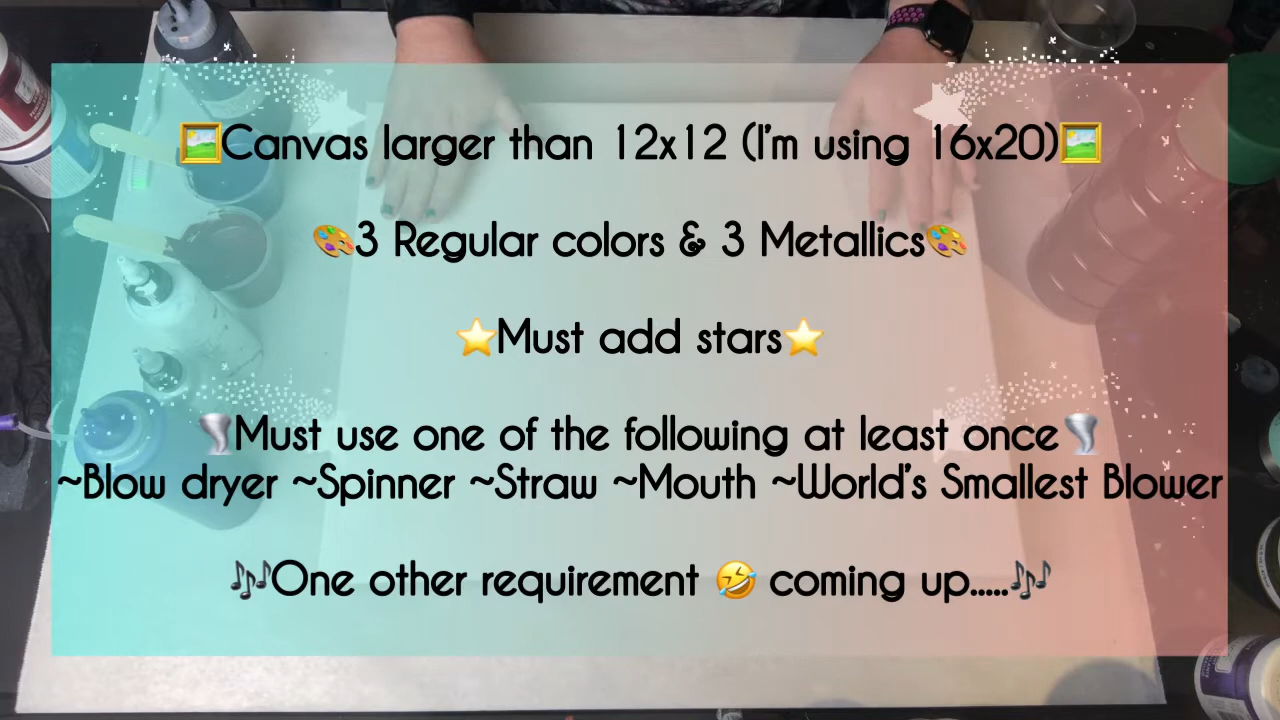 🖼️Canvas larger than 12x12 (I'm using 16x20)🖼️
🎨3 Regular colors & 3 Metallics🎨
⭐Must add stars⭐
🌪️Must use one of the following at least once🌪️
~Blow dryer ~Spinner ~Straw ~Mouth ~World's Smallest Blower
🎶One other requirement 🤣 coming up.....🎶